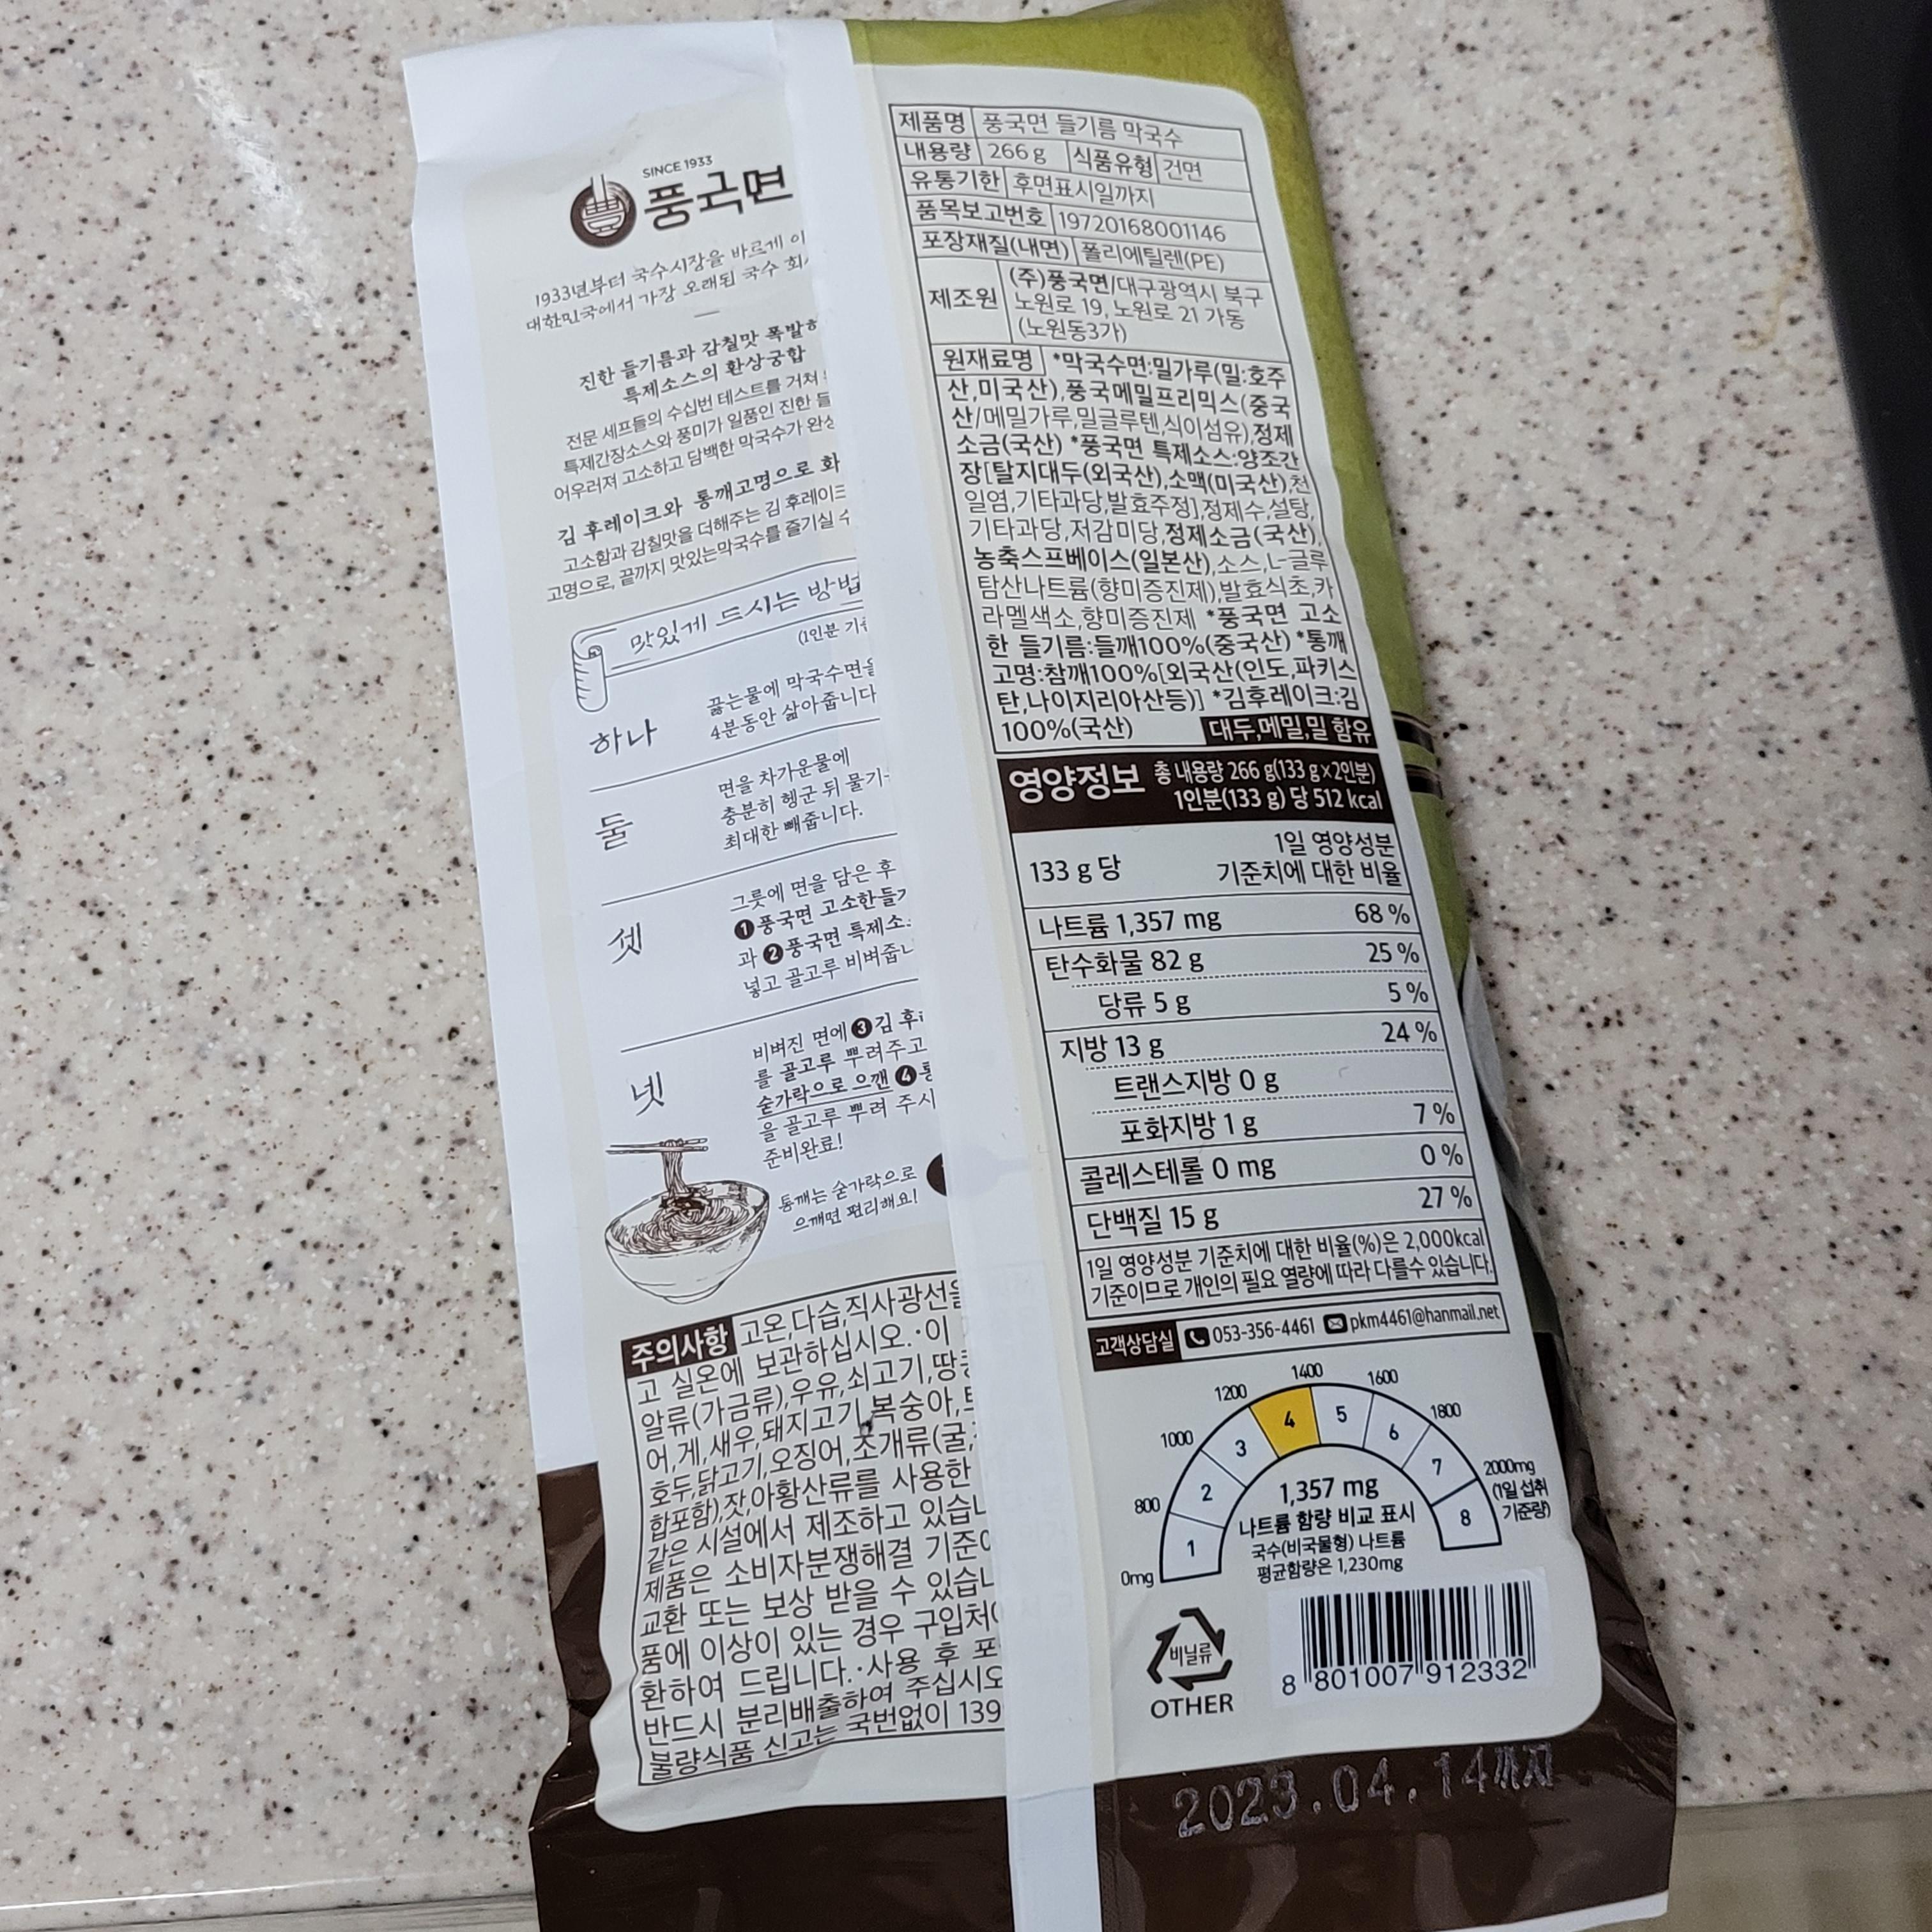 SINCE 1933
풍국면
1933년부터 국수시장을 바르게 이
대한민국에서 가장 오래된 국수
진한 들기름과 감칠맛 폭발
특제소스의 환상궁합
전문 셰프들의 수십번 테스트를 거쳐
특제간장소스와 풍미가 일품인 진한
어우러져 고소하고 담백한 막국수가
김 후레이크와 통깨고명으로 화
고소함과 감칠맛을 더해주는 김 후레이크
고명으로, 끝까지 맛있는막국수를 즐기실
맛있게 드시는 방법
(1인분
하나
끓는물에 막국수면을
4분동안 삶아줍니다
둘
면을 차가운물에
충분히 헹군 뒤 물기
최대한 빼줍니다.
셋
그릇에 면을 담은 후
❶풍국면 고소한들
과 ❷풍국면 특제소
넣고 골고루 비벼줍
넷
비벼진 면에 ❸김 후
를 골고루 뿌려주고
숟가락으로 으깬 ❹
을 골고루 뿌려 주시
준비완료!
통깨는 숟가락으로
으깨면 편리해요!
주의사항 고온,다습,직사광선을
고 실온에 보관하십시오.·이
알류(가금류),우유,쇠고기,땅콩
어,게,새우,돼지고기,복숭아,
호두,닭고기,오징어,조개류(굴,
합포함),잣,아황산류를 사용한
같은 시설에서 제조하고 있습
제품은 소비자분쟁해결 기준
교환 또는 보상 받을 수 있습
품에 이상이 있는 경우 구입처
환하여 드립니다.·사용 후 포
반드시 분리배출하여 주십시오
불량식품 신고는 국번없이 139
제품명 풍국면 들기름 막국수
내용량 266 g 식품유형 건면
유통기한 후면표시일까지
품목보고번호 19720168001146
포장재질(내면) 폴리에틸렌(PE)
제조원 (주)풍국면/대구광역시 북구
노원로 19, 노원로 21 가동
(노원동3가)
원재료명 *막국수면:밀가루(밀:호주
산,미국산),풍국메밀프리믹스(중국
산/메밀가루,밀글루텐,식이섬유),정제
소금(국산) *풍국면 특제소스:양조간
장[탈지대두(외국산),소맥(미국산),천
일염,기타과당,발효주정],정제수,설탕,
기타과당,저감미당,정제소금(국산),
농축스프베이스(일본산),소스,L-글루
탐산나트륨(향미증진제),발효식초,카
라멜색소,향미증진제 *풍국면 고소
한 들기름:들깨100%(중국산) *통깨
고명:참깨100%[외국산(인도,파키스
탄,나이지리아산등)] *김후레이크:김
100%(국산) 대두,메밀,밀 함유
영양정보 총 내용량 266 g(133 g×2인분)
1인분(133 g) 당 512 kcal
133 g 당 1일 영양성분
기준치에 대한 비율
나트륨 1,357 mg 68 %
탄수화물 82 g 25 %
당류 5 g 5 %
지방 13 g 24 %
트랜스지방 0 g
포화지방 1 g 7 %
콜레스테롤 0 mg 0 %
단백질 15 g 27 %
1일 영양성분 기준치에 대한 비율(%)은 2,000kcal
기준이므로 개인의 필요 열량에 따라 다를수 있습니다.
고객상담실 053-356-4461 pkm4461@hanmail.net
0mg 800 1000 1200 1400 1600 1800 2000mg
(1일 섭취
기준량)
1 2 3 4 5 6 7 8
1,357 mg
나트륨 함량 비교 표시
국수(비국물형) 나트륨
평균함량은 1,230mg
비닐류
OTHER
8 801007 912332
2023.04.14까지